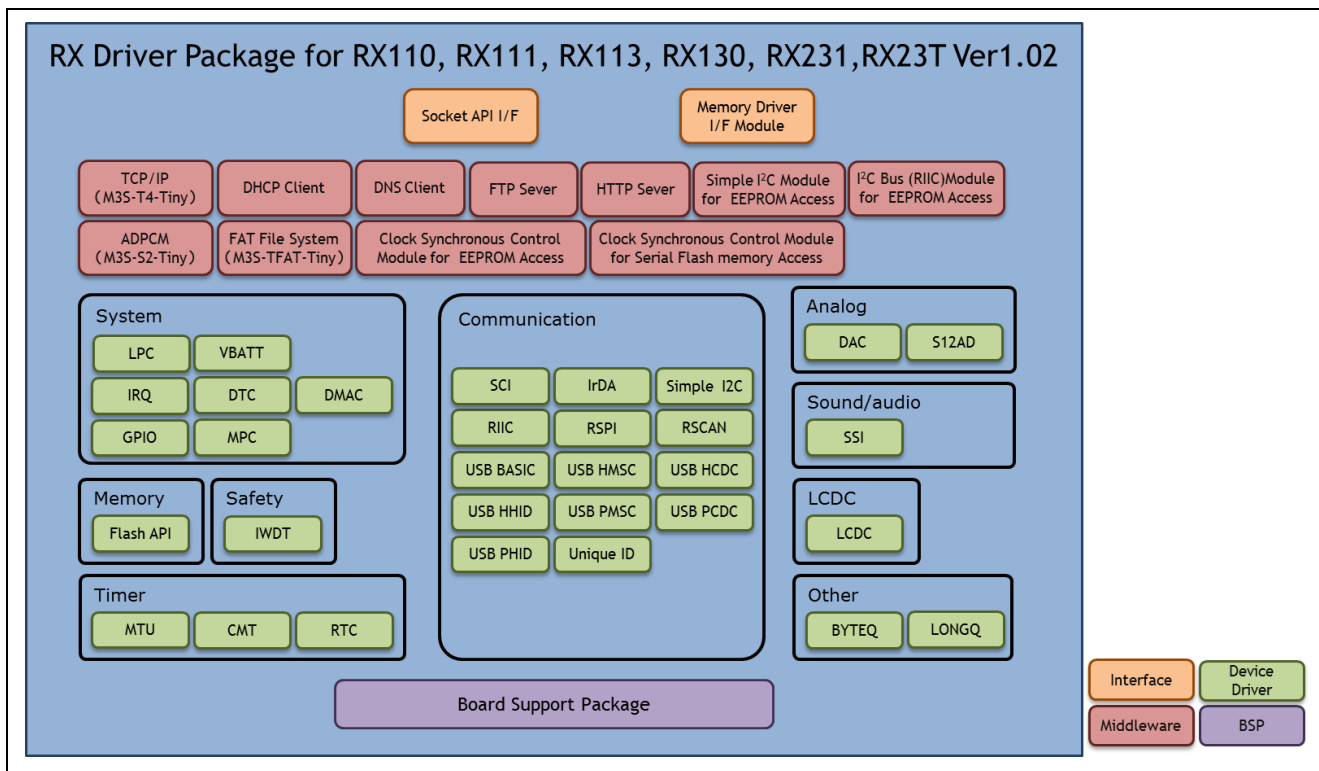 RX Driver Package for RX110, RX111, RX113, RX130, RX231,RX23T Ver1.02
Socket API I/F
Memory Driver
I/F Module
TCP/IP
(M3S-T4-Tiny)
DHCP Client
DNS Client
FTP Sever
HTTP Sever
Simple I²C Module
for EEPROM Access
I²C Bus (RIIC)Module
for EEPROM Access
ADPCM
(M3S-S2-Tiny)
FAT File System
(M3S-TFAT-Tiny)
Clock Synchronous Control
Module for EEPROM Access
Clock Synchronous Control Module
for Serial Flash memory Access
System
LPC
VBATT
IRQ
DTC
DMAC
GPIO
MPC
Memory
Flash API
Safety
IWDT
Timer
MTU
CMT
RTC
Communication
SCI
IrDA
Simple I2C
RIIC
RSPI
RSCAN
USB BASIC
USB HMSC
USB HCDC
USB HHID
USB PMSC
USB PCDC
USB PHID
Unique ID
Analog
DAC
S12AD
Sound/audio
SSI
LCDC
LCDC
Other
BYTEQ
LONGQ
Board Support Package
Interface
Device
Driver
Middleware
BSP